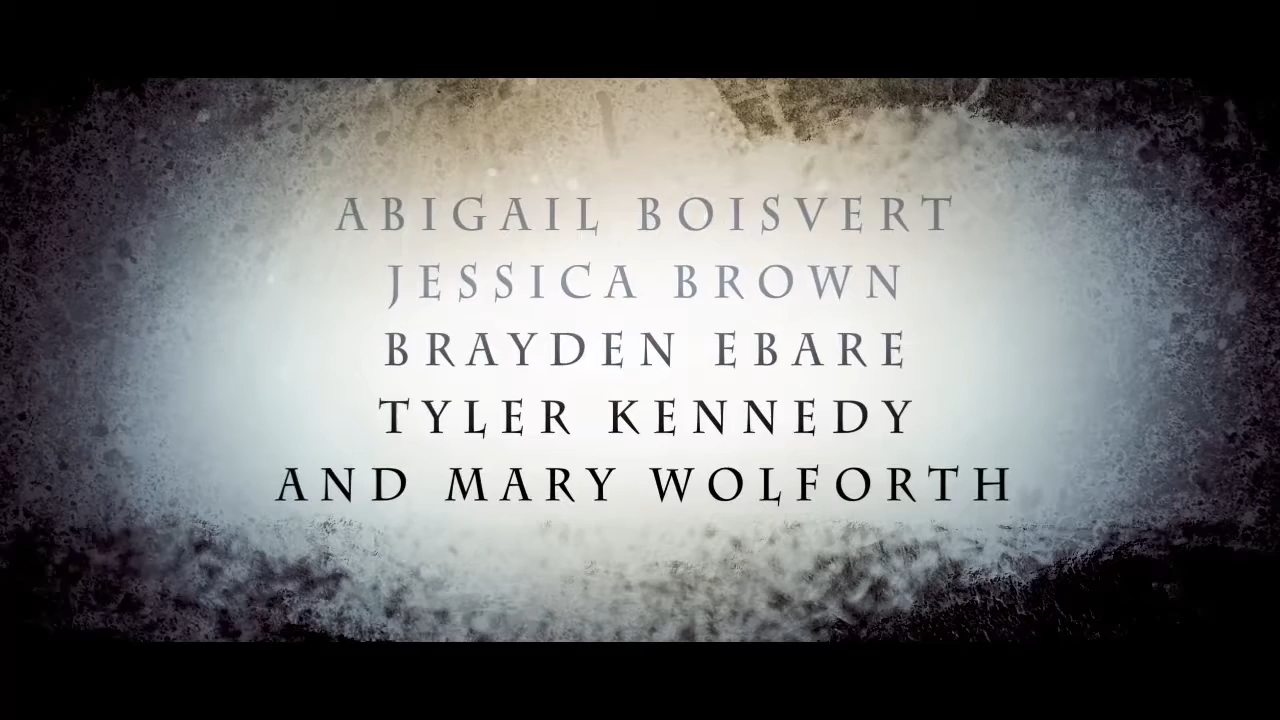 ABIGAIL BOISVERT
JESSICA BROWN
BRAYDEN EBARE
TYLER KENNEDY
AND MARY WOLFORTH